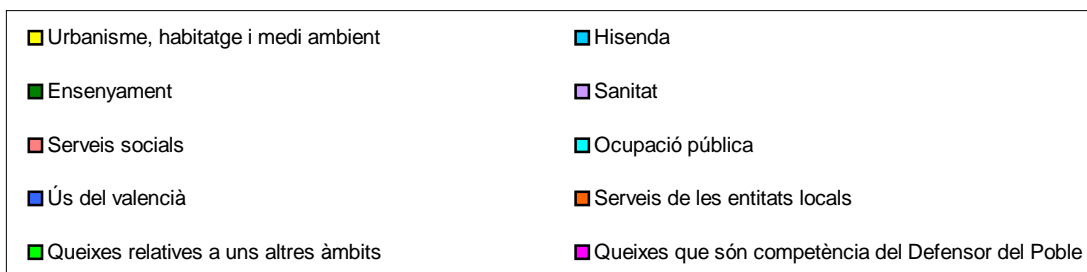 Urbanisme, habitatge i medi ambient
Hisenda
Ensenyament
Sanitat
Serveis socials
Ocupació pública
Ús del valencià
Serveis de les entitats locals
Queixes relatives a uns altres àmbits
Queixes que són competència del Defensor del Poble